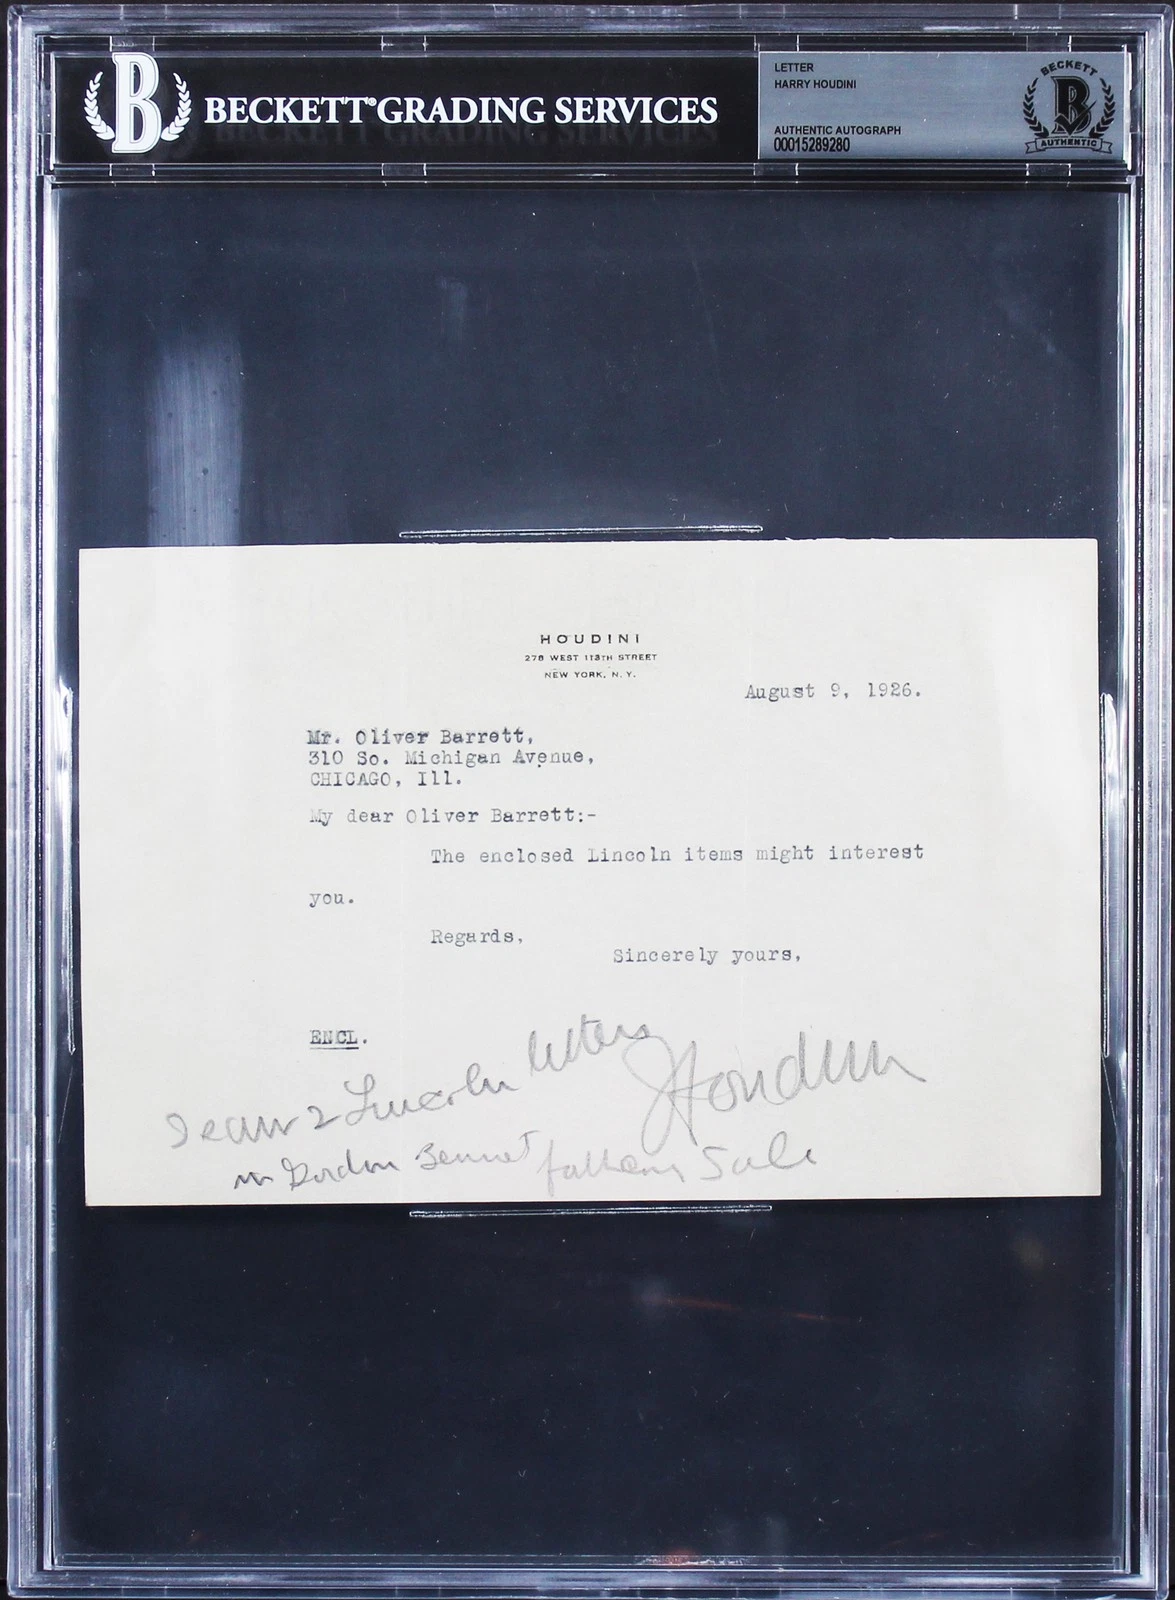 B
BECKETT® GRADING SERVICES
LETTER
HARRY HOUDINI
AUTHENTIC AUTOGRAPH
00015289280
BECKETT
B
AUTHENTIC
HOUDINI
278 WEST 113TH STREET
NEW YORK, N.Y.
August 9, 1926.
Mr. Oliver Barrett,
310 So. Michigan Avenue,
CHICAGO, Ill.
My dear Oliver Barrett:-
The enclosed Lincoln items might interest
you.
Regards,
Sincerely yours,
ENCL.
2 Lincoln letters
Houdini
in Gordon Bennet fathers Sale